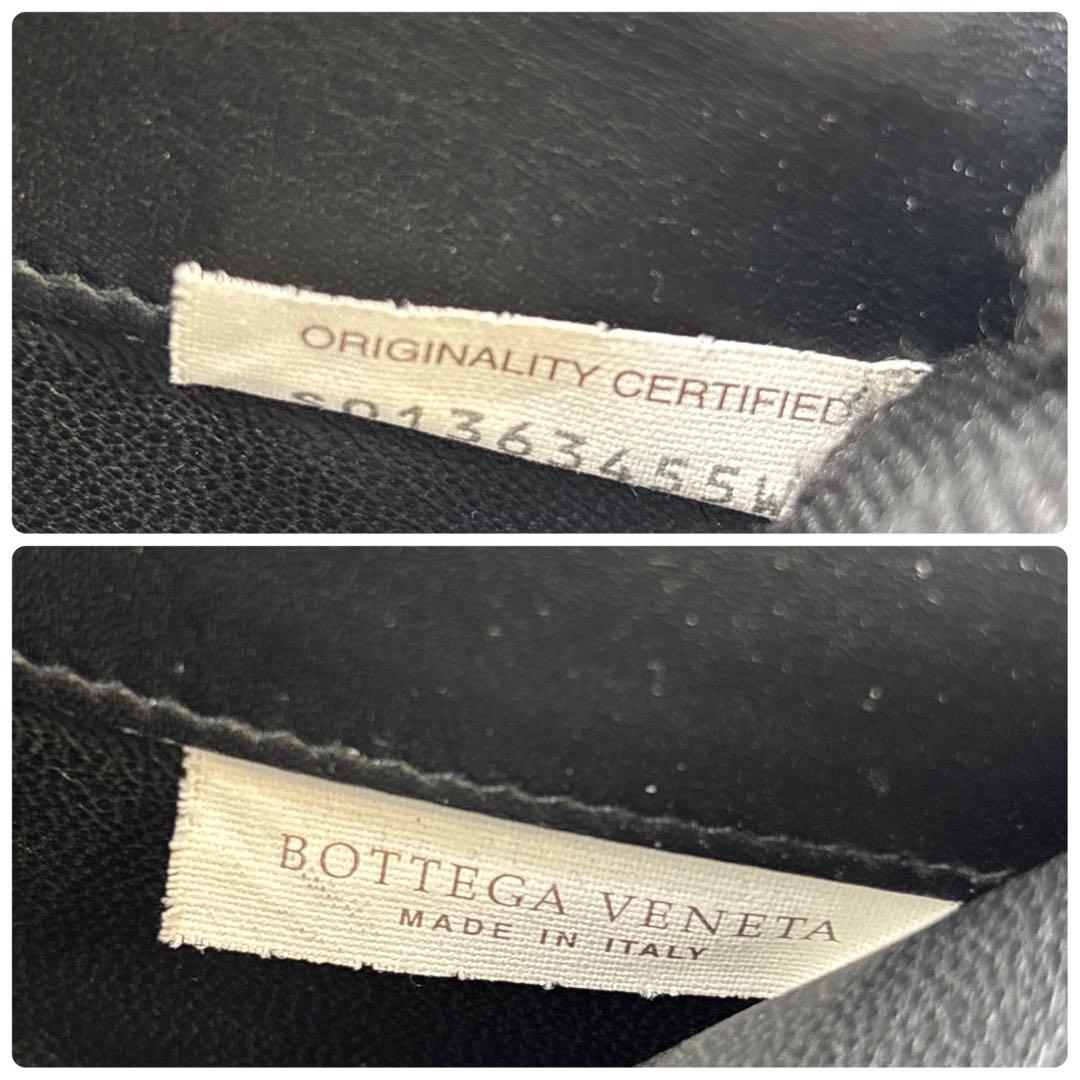 ORIGINALITY CERTIFIED
S01363455W
BOTTEGA VENETA
MADE IN ITALY